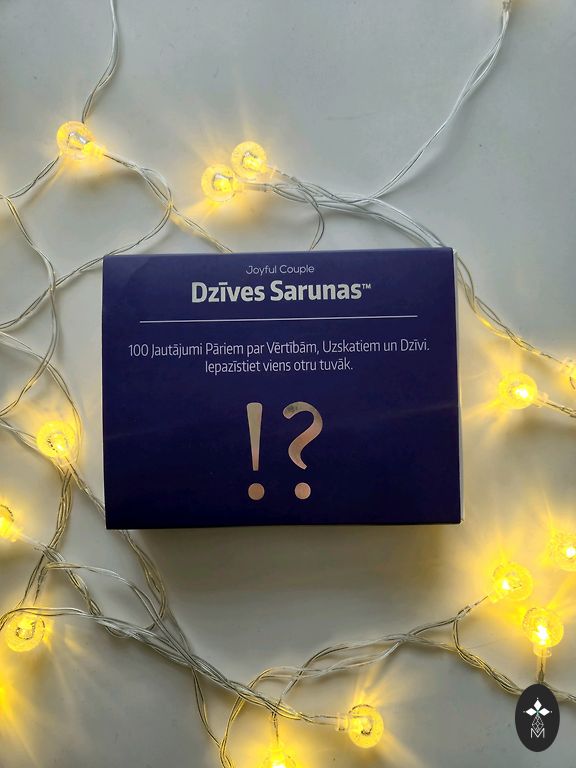 Joyful Couple
Dzīves Sarunas™
100 Jautājumi Pāriem par Vērtībām, Uzskatiem un Dzīvi.
Iepazīstiet viens otru tuvāk.
!?
M